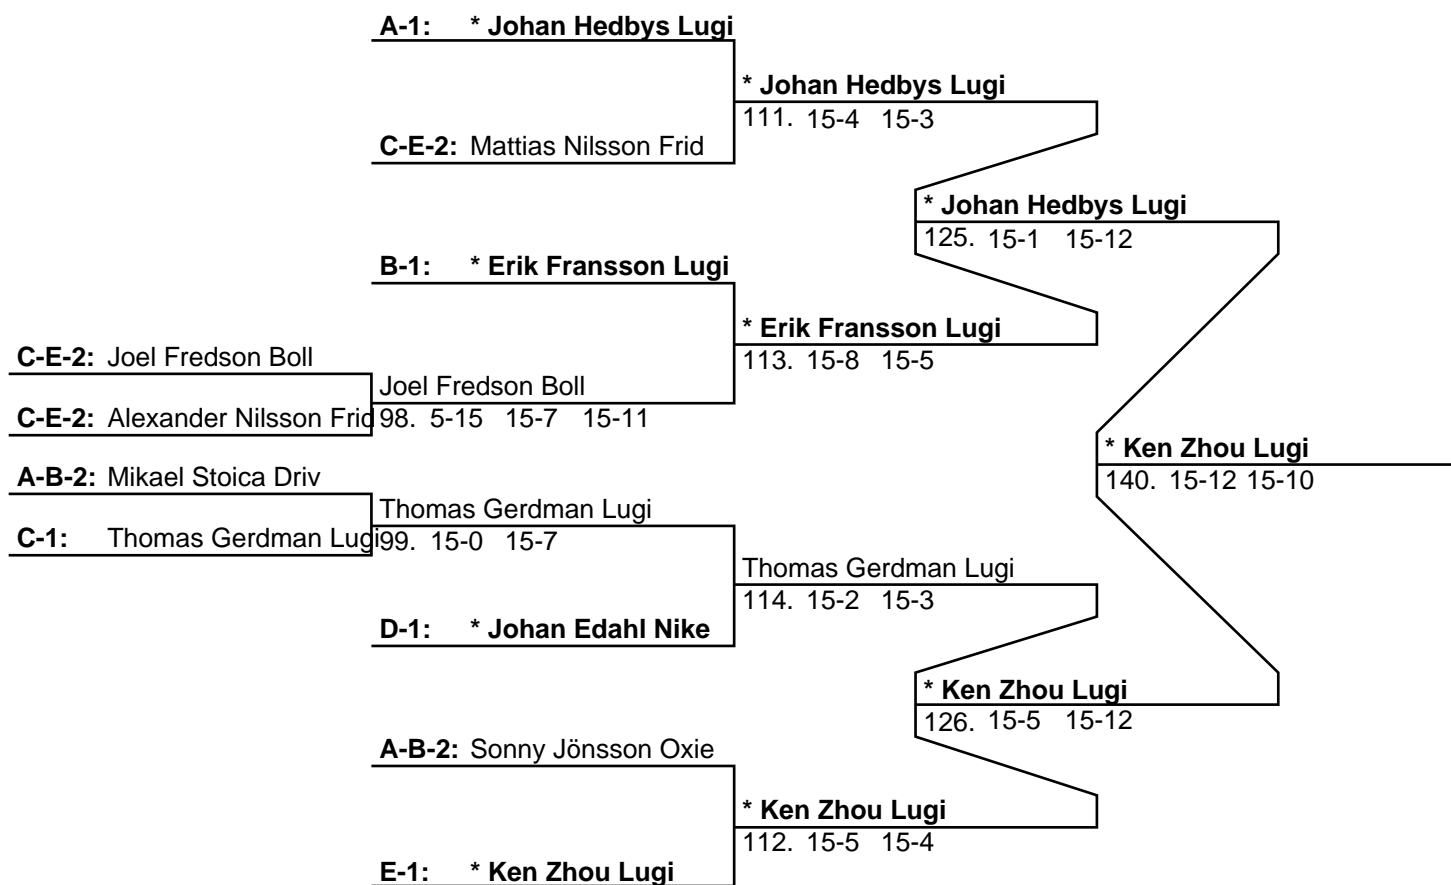 A-1: * Johan Hedbys Lugi
* Johan Hedbys Lugi
111. 15-4 15-3
C-E-2: Mattias Nilsson Frid
* Johan Hedbys Lugi
125. 15-1 15-12
B-1: * Erik Fransson Lugi
* Erik Fransson Lugi
113. 15-8 15-5
C-E-2: Joel Fredson Boll
Joel Fredson Boll
C-E-2: Alexander Nilsson Frid
98. 5-15 15-7 15-11
* Ken Zhou Lugi
140. 15-12 15-10
A-B-2: Mikael Stoica Driv
Thomas Gerdman Lugi
C-1: Thomas Gerdman Lugi
99. 15-0 15-7
Thomas Gerdman Lugi
114. 15-2 15-3
D-1: * Johan Edahl Nike
* Ken Zhou Lugi
126. 15-5 15-12
A-B-2: Sonny Jönsson Oxie
* Ken Zhou Lugi
112. 15-5 15-4
E-1: * Ken Zhou Lugi